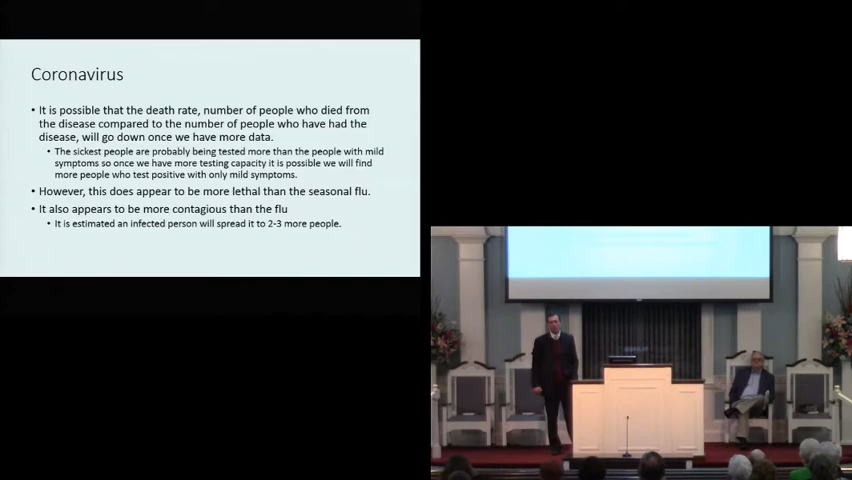 Coronavirus
• It is possible that the death rate, number of people who died from
the disease compared to the number of people who have had the
disease, will go down once we have more data.
• The sickest people are probably being tested more than the people with mild
symptoms so once we have more testing capacity it is possible we will find
more people who test positive with only mild symptoms.
• However, this does appear to be more lethal than the seasonal flu.
• It also appears to be more contagious than the flu
• It is estimated an infected person will spread it to 2-3 more people.